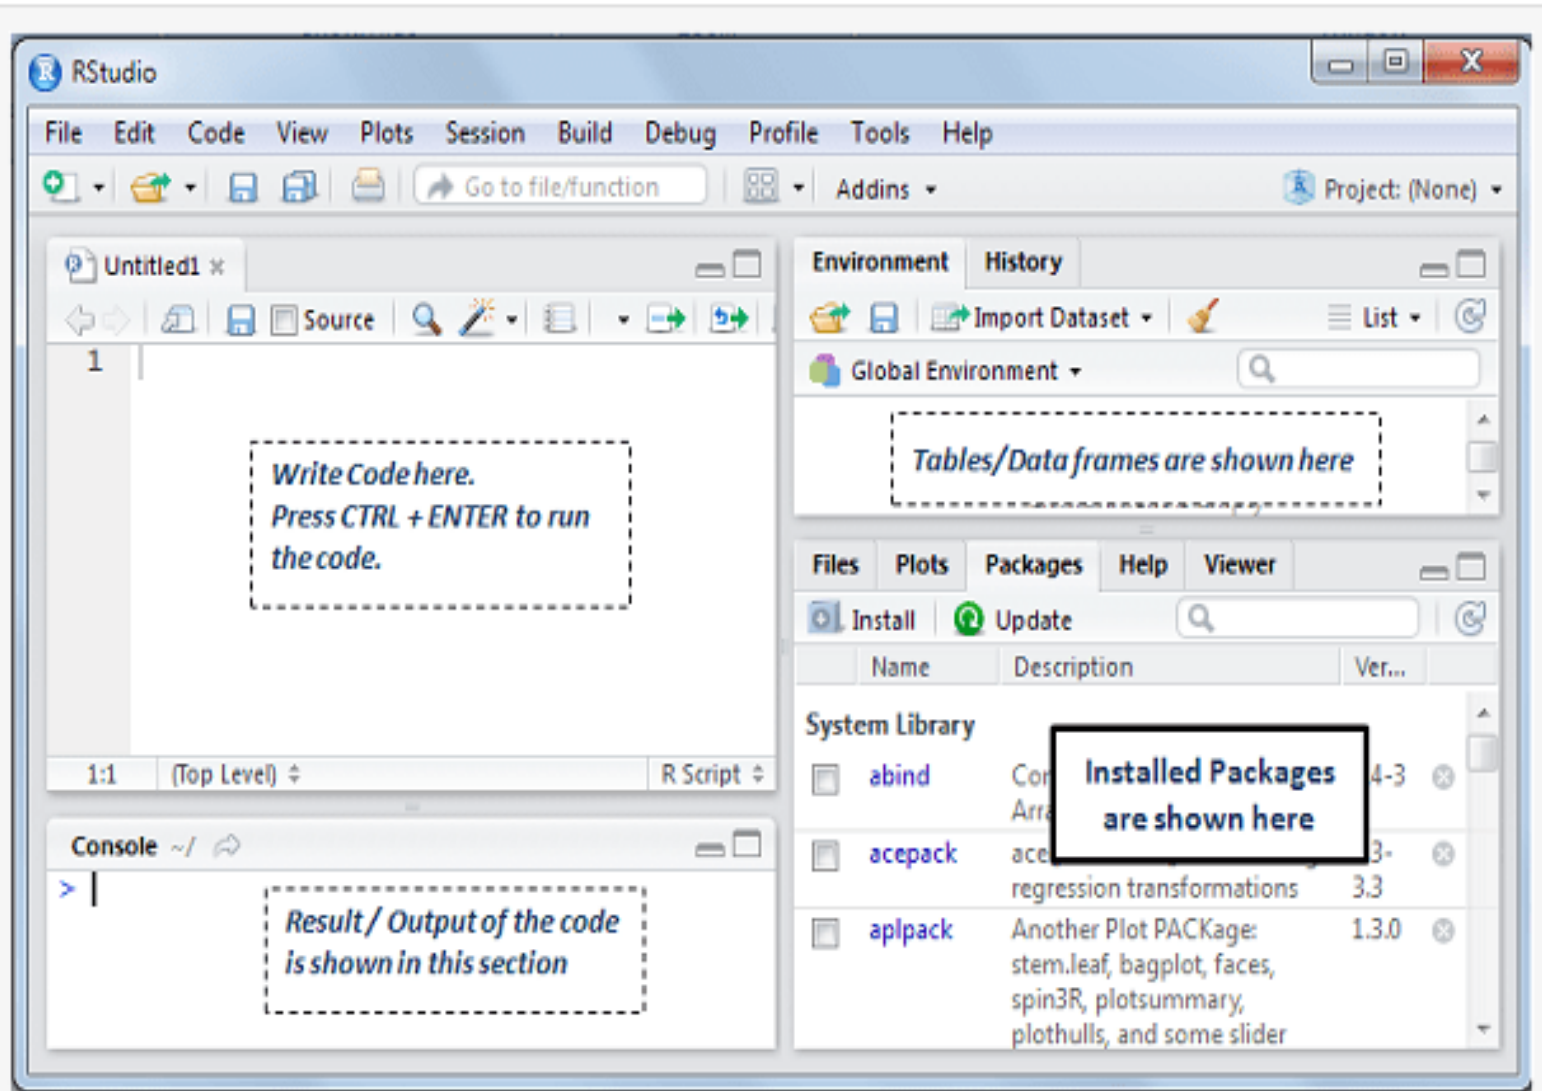 RStudio
File Edit Code View Plots Session Build Debug Profile Tools Help
Go to file/function Addins Project: (None)
Untitled1
Source
1
Write Code here.
Press CTRL + ENTER to run
the code.
1:1 (Top Level) R Script
Console ~/
>
Result / Output of the code
is shown in this section
Environment History
Import Dataset List
Global Environment
Tables/Data frames are shown here
Files Plots Packages Help Viewer
Install Update
Name Description Ver...
System Library
Installed Packages
are shown here
abind 4-3
acepack
regression transformations 3.3
aplpack Another Plot PACKage: 1.3.0
stem.leaf, bagplot, faces,
spin3R, plotsummary,
plothulls, and some slider